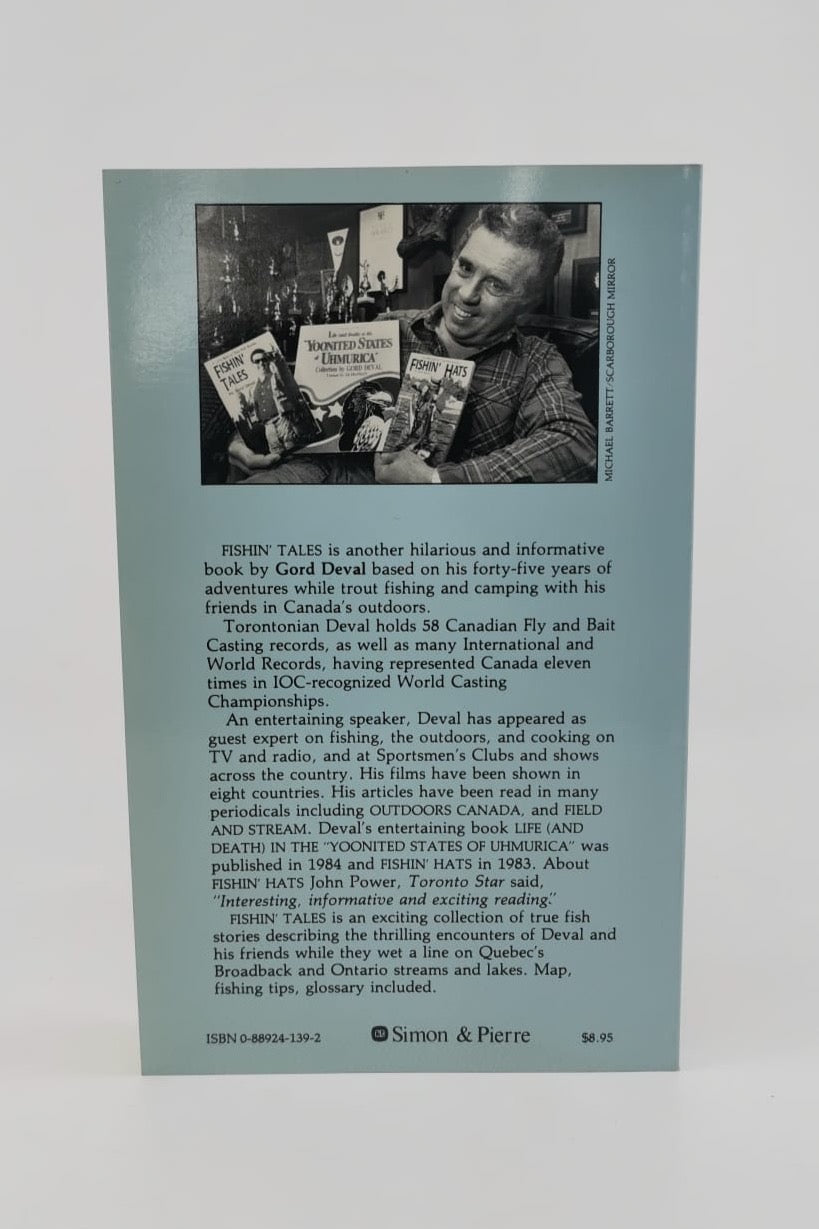 FISHIN'
TALES
Life and Deaths in the
"YOONITED STATES
of UHMURICA"
Collection by GORD DEVAL
FISHIN' HATS
MICHAEL BARRETT/SCARBOROUGH MIRROR
FISHIN' TALES is another hilarious and informative
book by Gord Deval based on his forty-five years of
adventures while trout fishing and camping with his
friends in Canada's outdoors.
Torontonian Deval holds 58 Canadian Fly and Bait
Casting records, as well as many International and
World Records, having represented Canada eleven
times in IOC-recognized World Casting
Championships.
An entertaining speaker, Deval has appeared as
guest expert on fishing, the outdoors, and cooking on
TV and radio, and at Sportsmen's Clubs and shows
across the country. His films have been shown in
eight countries. His articles have been read in many
periodicals including OUTDOORS CANADA, and FIELD
AND STREAM. Deval's entertaining book LIFE (AND
DEATH) IN THE "YOONITED STATES OF UHMURICA" was
published in 1984 and FISHIN' HATS in 1983. About
FISHIN' HATS John Power, Toronto Star said,
"Interesting, informative and exciting reading."
FISHIN' TALES is an exciting collection of true fish
stories describing the thrilling encounters of Deval and
his friends while they wet a line on Quebec's
Broadback and Ontario streams and lakes. Map,
fishing tips, glossary included.
ISBN 0-88924-139-2 Simon & Pierre $8.95